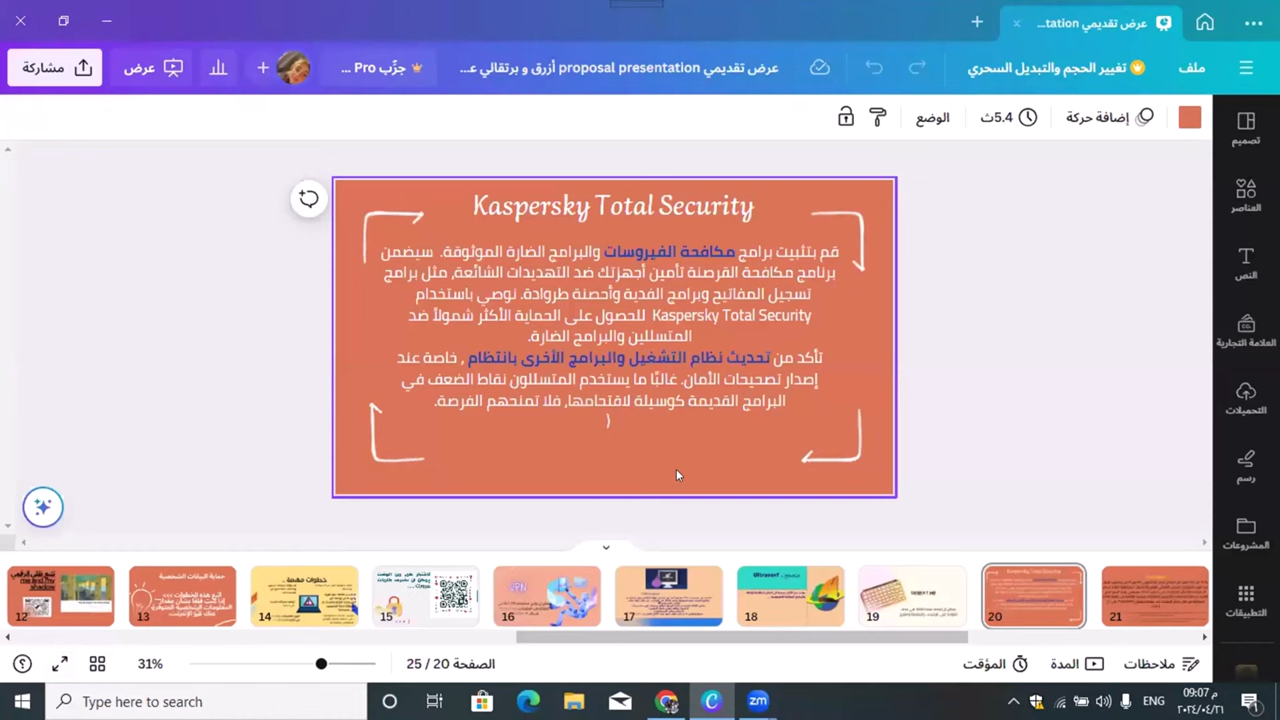 عرض تقديمي tation...
ملف
تغيير الحجم والتبديل السحري
عرض تقديمي proposal presentation أزرق و برتقالي عـ...
جرِّب Pro ...
عرض
مشاركة
إضافة حركة
5.4ث
الوضع
تصميم
العناصر
النص
العلامة التجارية
التحميلات
رسم
المشروعات
التطبيقات
Kaspersky Total Security
قم بتثبيت برامج مكافحة الفيروسات والبرامج الضارة الموثوقة. سيضمن
برنامج مكافحة القرصنة تأمين أجهزتك ضد التهديدات الشائعة، مثل برامج
تسجيل المفاتيح وبرامج الفدية وأحصنة طروادة. نوصي باستخدام
Kaspersky Total Security للحصول على الحماية الأكثر شمولاً ضد
المتسللين والبرامج الضارة.
تأكد من تحديث نظام التشغيل والبرامج الأخرى بانتظام , خاصة عند
إصدار تصحيحات الأمان. غالبًا ما يستخدم المتسللون نقاط الضعف في
البرامج القديمة كوسيلة لاقتحامها، فلا تمنحهم الفرصة.
)
12
حماية البيانات الشخصية
13
خطوات مهمة ..
14
15
VPN
16
17
Ultrasurf
18
19
Kaspersky Total Security
20
21
ملاحظات
المدة
المؤقت
الصفحة 20 / 25
31%
Type here to search
ENG
09:07 م
٢٠٢٤/٠٤/٢١